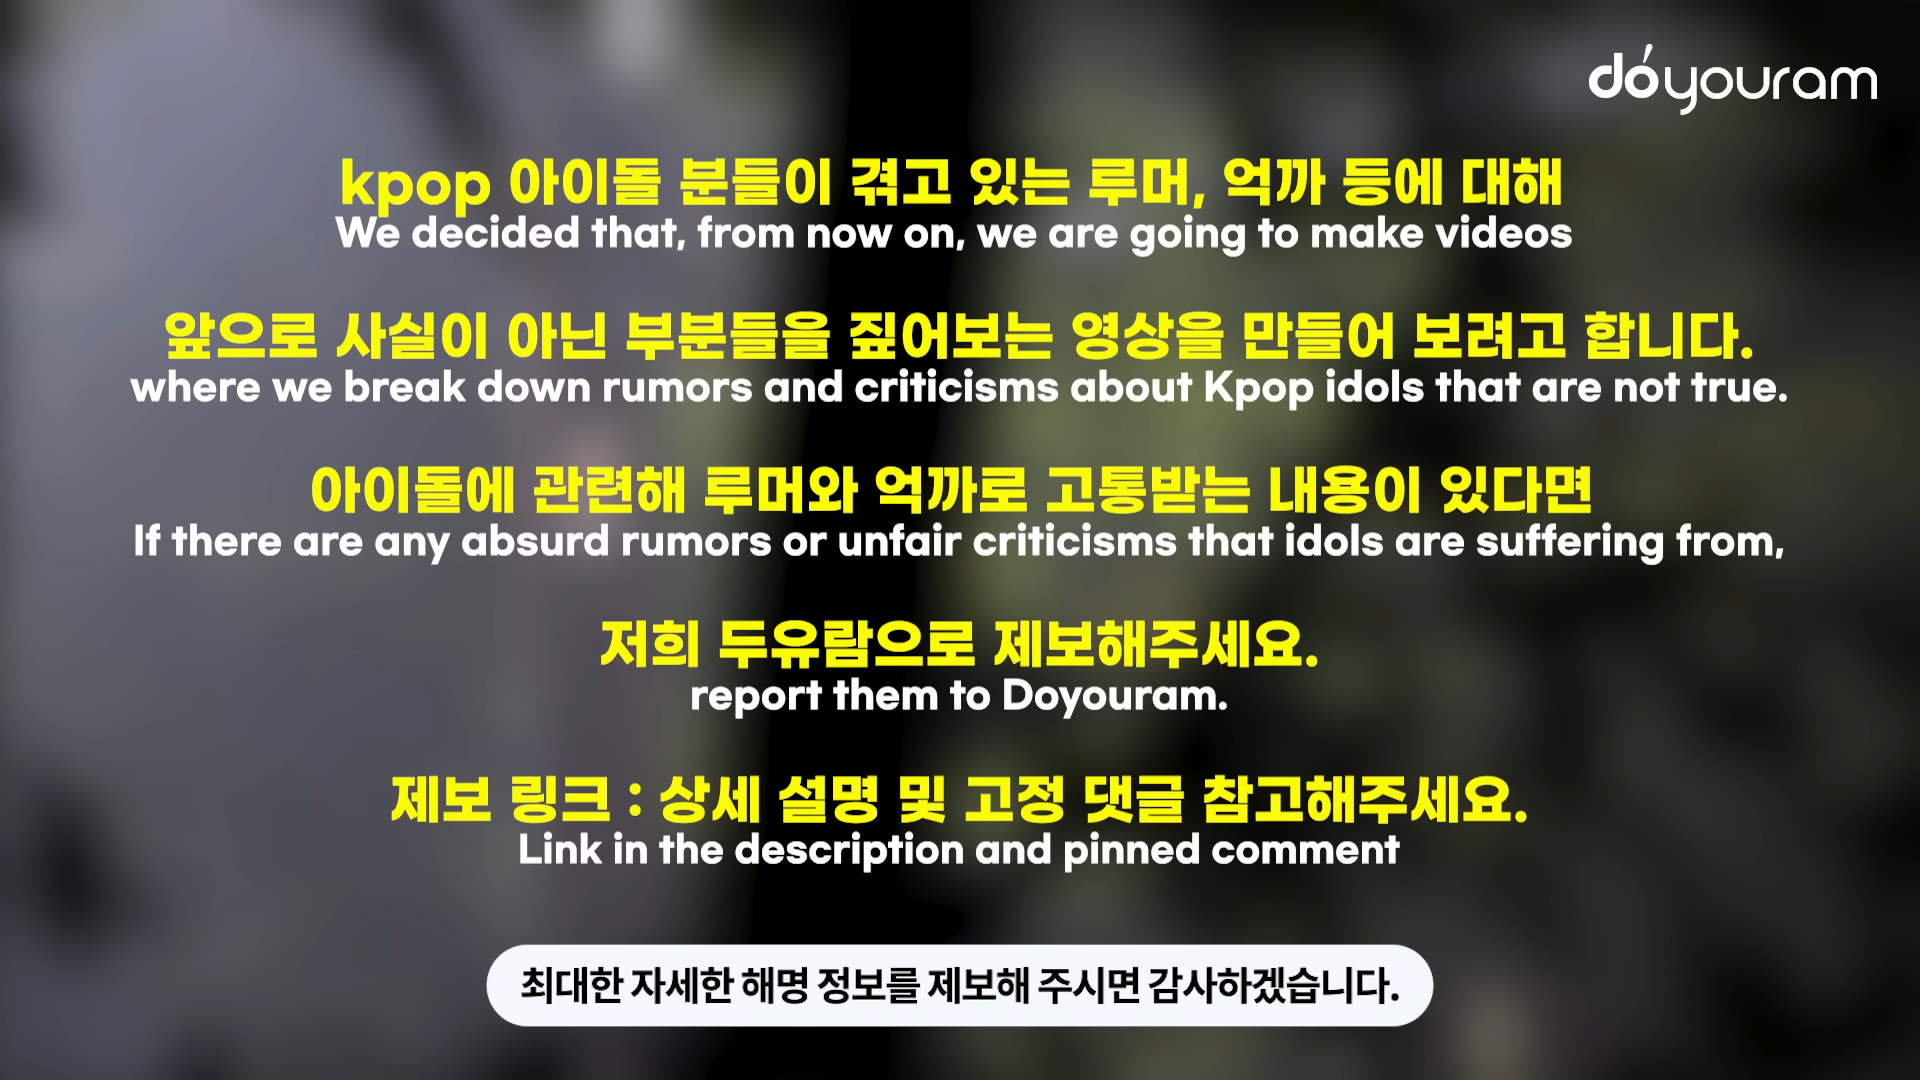 dóyouram
kpop 아이돌 분들이 겪고 있는 루머, 억까 등에 대해
We decided that, from now on, we are going to make videos
앞으로 사실이 아닌 부분들을 짚어보는 영상을 만들어 보려고 합니다.
where we break down rumors and criticisms about Kpop idols that are not true.
아이돌에 관련해 루머와 억까로 고통받는 내용이 있다면
If there are any absurd rumors or unfair criticisms that idols are suffering from,
저희 두유람으로 제보해주세요.
report them to Doyouram.
제보 링크 : 상세 설명 및 고정 댓글 참고해주세요.
Link in the description and pinned comment
최대한 자세한 해명 정보를 제보해 주시면 감사하겠습니다.